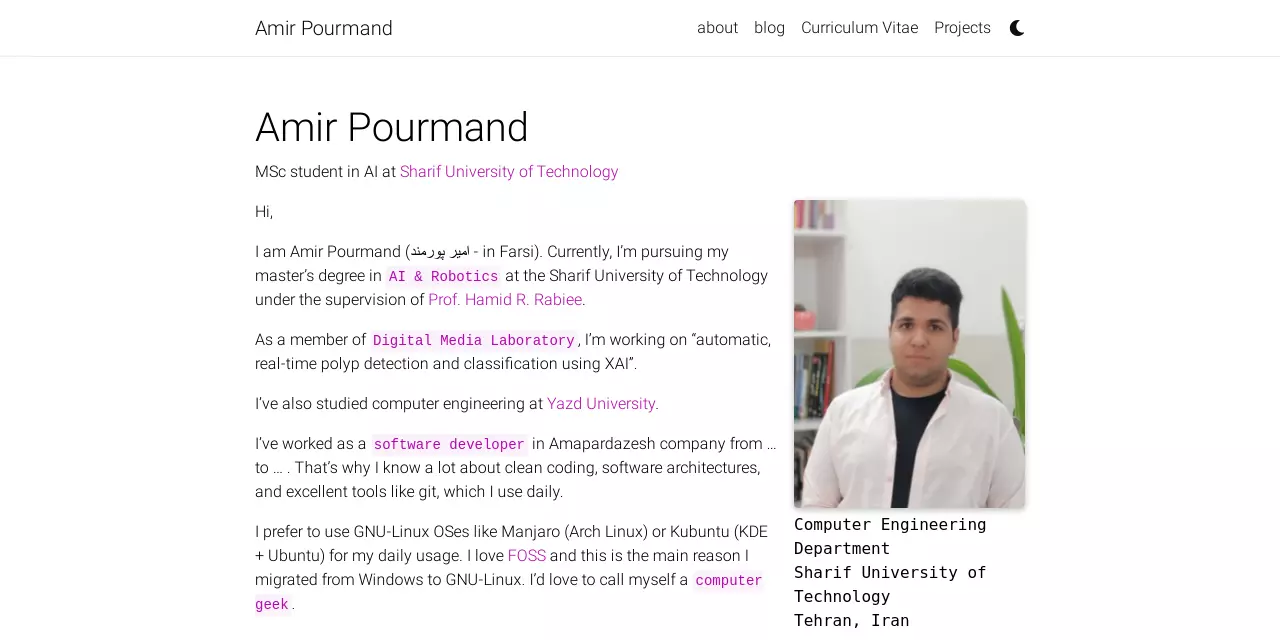 Amir Pourmand
about blog Curriculum Vitae Projects
Amir Pourmand
MSc student in AI at Sharif University of Technology
Hi,
I am Amir Pourmand (امیر پورمند - in Farsi). Currently, I’m pursuing my
master’s degree in AI & Robotics at the Sharif University of Technology
under the supervision of Prof. Hamid R. Rabiee.
As a member of Digital Media Laboratory, I’m working on “automatic,
real-time polyp detection and classification using XAI”.
I’ve also studied computer engineering at Yazd University.
I’ve worked as a software developer in Amapardazesh company from …
to … . That’s why I know a lot about clean coding, software architectures,
and excellent tools like git, which I use daily.
I prefer to use GNU-Linux OSes like Manjaro (Arch Linux) or Kubuntu (KDE
+ Ubuntu) for my daily usage. I love FOSS and this is the main reason I
migrated from Windows to GNU-Linux. I’d love to call myself a computer
geek.
Computer Engineering
Department
Sharif University of
Technology
Tehran, Iran